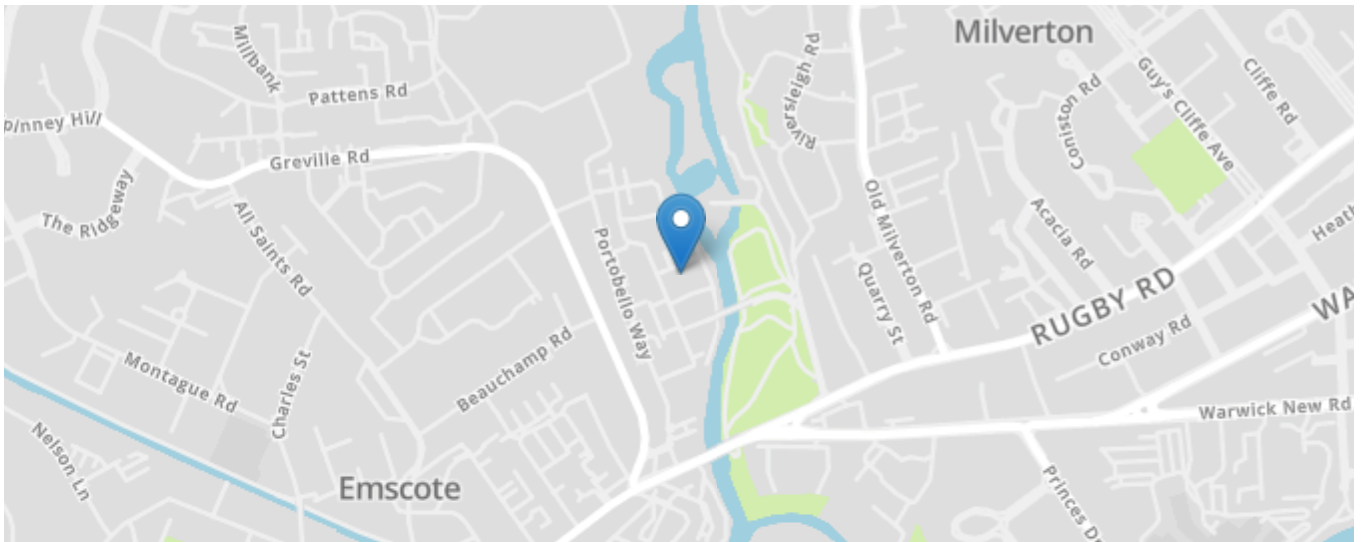 Milverton
Millbank
Pattens Rd
Riversleigh Rd
Coniston Rd
Guy's Cliffe Ave
Cliffe Rd
pinney Hill
Greville Rd
The Ridgeway
All Saints Rd
Old Milverton Rd
Acacia Rd
Heath
Portobello Way
Quarry St
RUGBY RD
WA
Conway Rd
Beauchamp Rd
Montague Rd
Charles St
Warwick New Rd
Nelson Ln
Emscote
Princes Dr